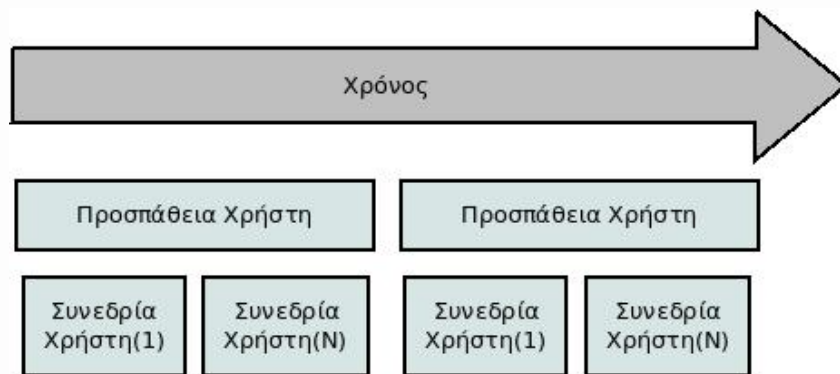 Χρόνος
Προσπάθεια Χρήστη
Προσπάθεια Χρήστη
Συνεδρία
Χρήστη(1)
Συνεδρία
Χρήστη(N)
Συνεδρία
Χρήστη(1)
Συνεδρία
Χρήστη(N)